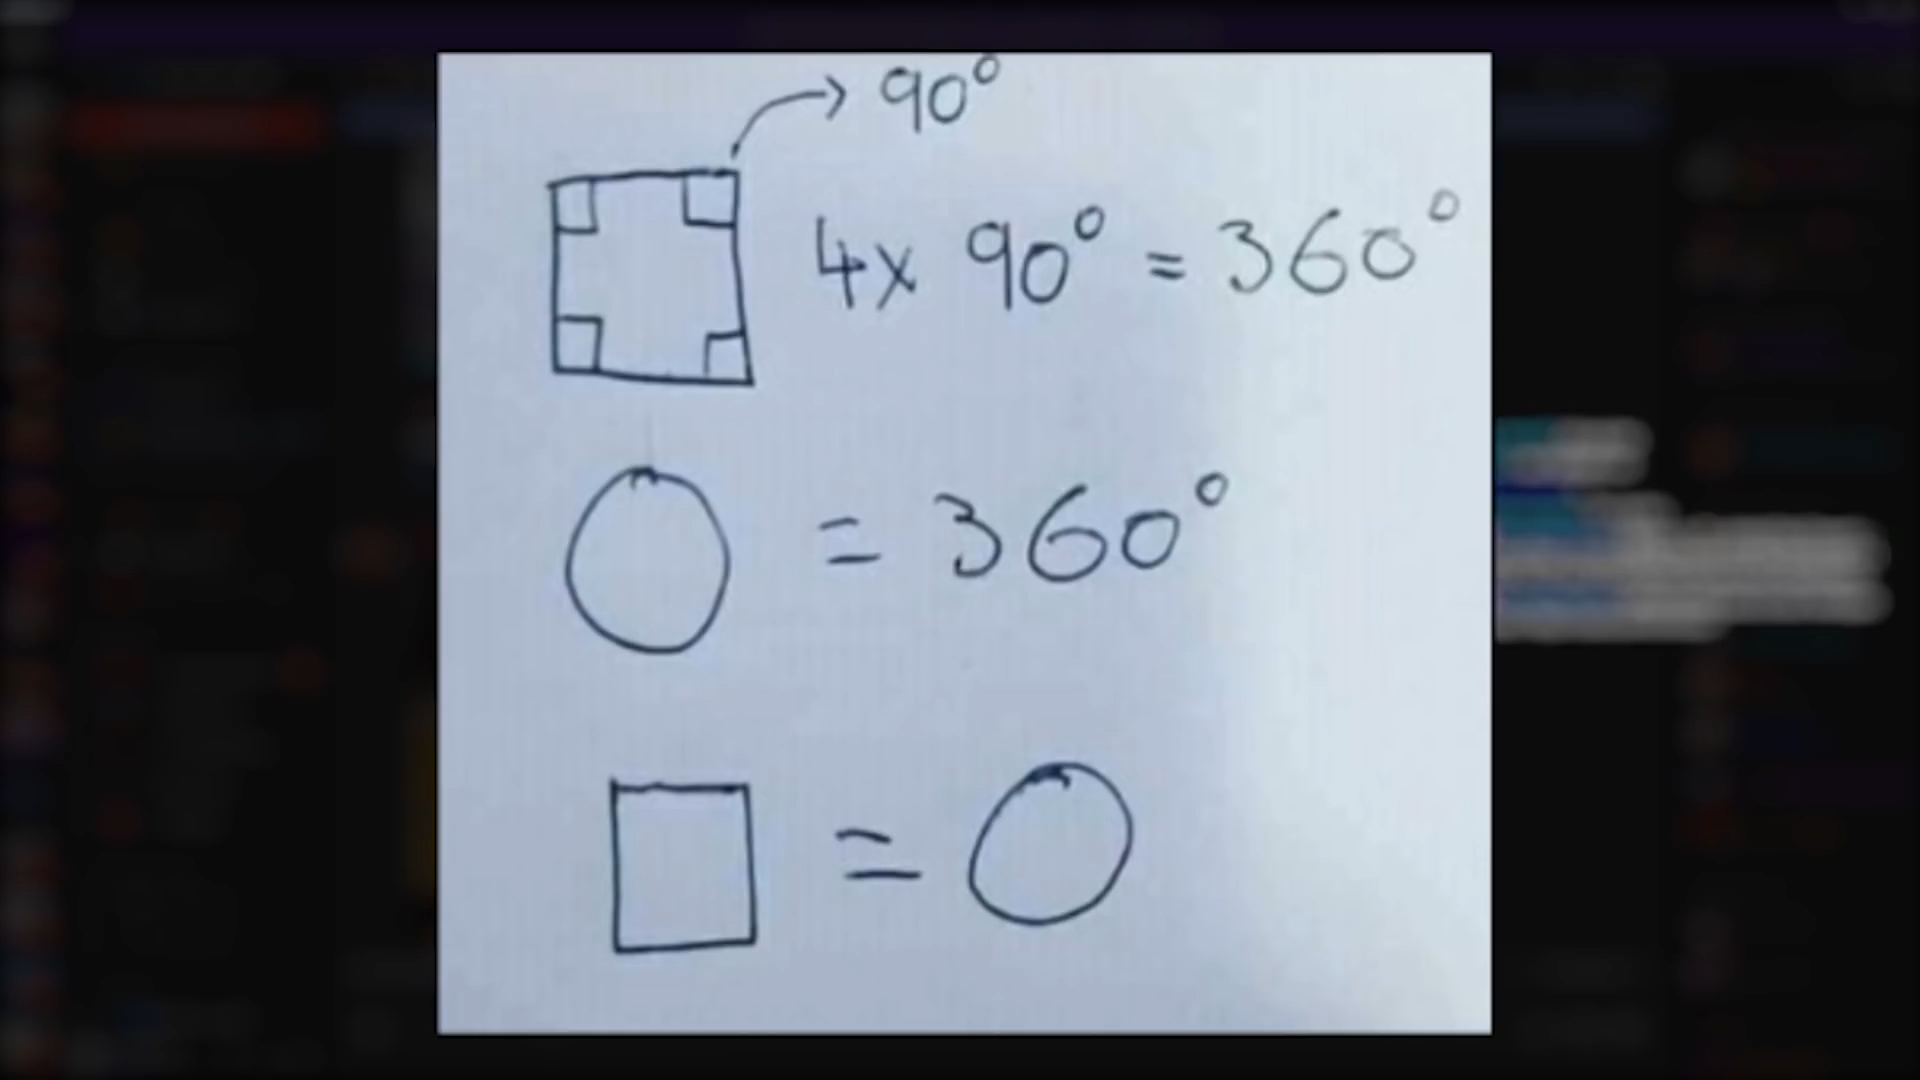 90°
4x 90° = 360°
= 360°
=